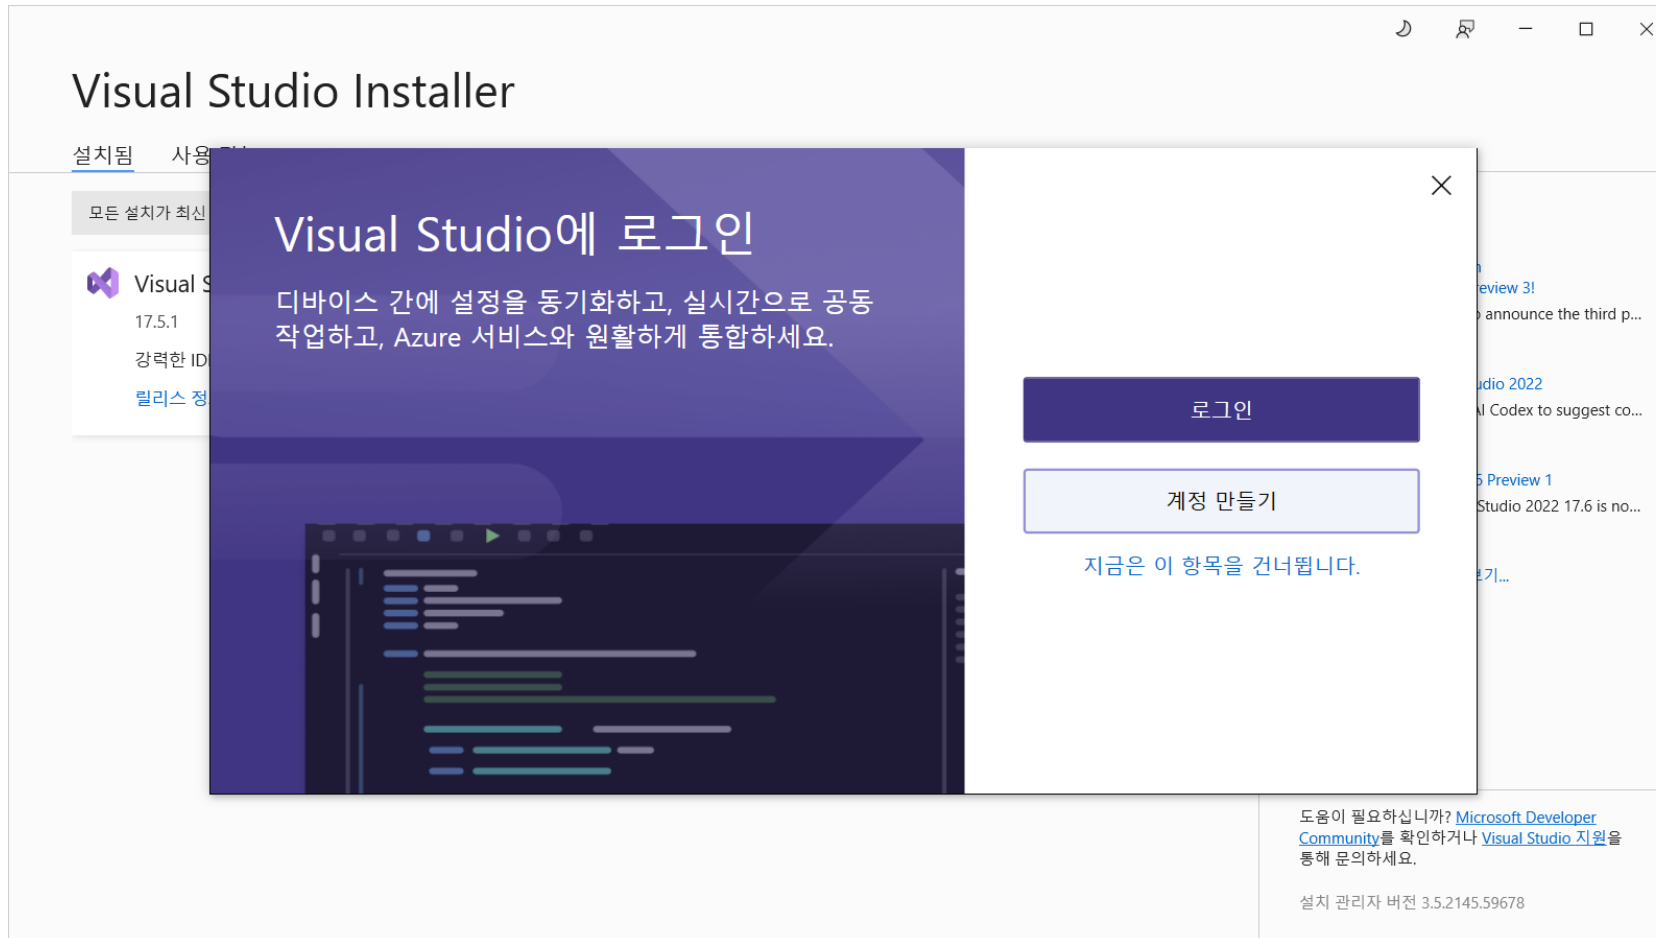 Visual Studio Installer
설치됨 사용
모든 설치가 최신
Visual S
17.5.1
강력한 IDE
릴리스 정
Visual Studio에 로그인
디바이스 간에 설정을 동기화하고, 실시간으로 공동
작업하고, Azure 서비스와 원활하게 통합하세요.
로그인
계정 만들기
지금은 이 항목을 건너뜁니다.
review 3!
announce the third p...
udio 2022
AI Codex to suggest co...
Preview 1
Studio 2022 17.6 is no...
보기...
도움이 필요하십니까? Microsoft Developer
Community를 확인하거나 Visual Studio 지원을
통해 문의하세요.
설치 관리자 버전 3.5.2145.59678